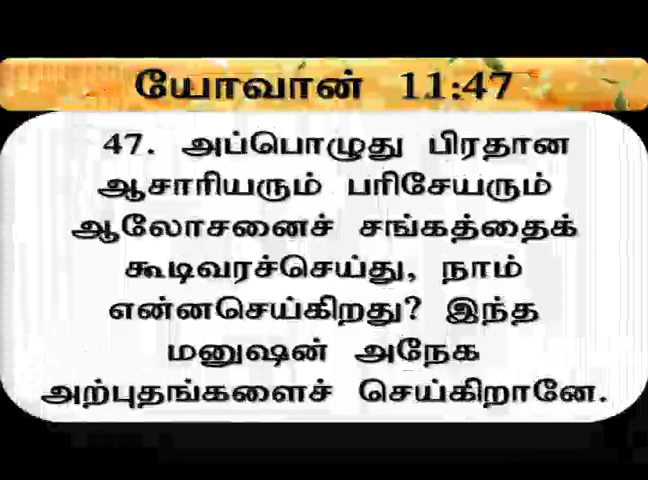 யோவான் 11:47
47. அப்பொழுது பிரதான
ஆசாரியரும் பரிசேயரும்
ஆலோசனைச் சங்கத்தைக்
கூடிவரச்செய்து, நாம்
என்னசெய்கிறது? இந்த
மனுஷன் அநேக
அற்புதங்களைச் செய்கிறானே.